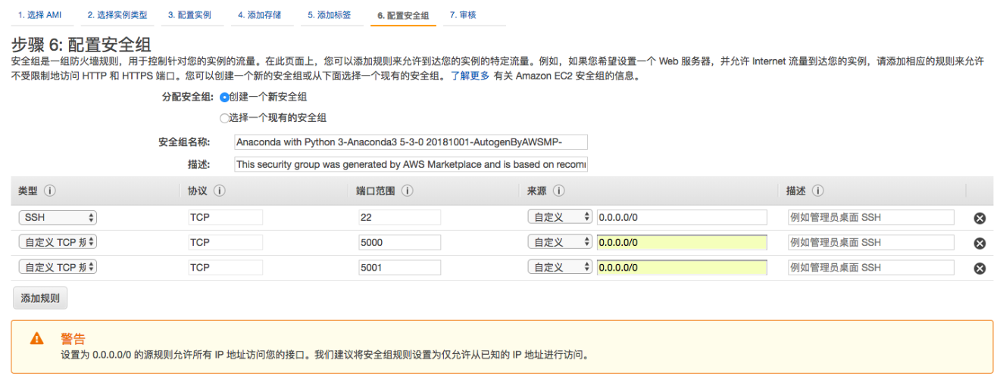 1. 选择 AMI 2. 选择实例类型 3. 配置实例 4. 添加存储 5. 添加标签 6. 配置安全组 7. 审核
步骤 6: 配置安全组
安全组是一组防火墙规则，用于控制针对您的实例的流量。在此页面上，您可以添加规则来允许到达您的实例的特定流量。例如，如果您希望设置一个 Web 服务器，并允许 Internet 流量到达您的实例，请添加相应的规则来允许
不受限制地访问 HTTP 和 HTTPS 端口。您可以创建一个新的安全组或从下面选择一个现有的安全组。 了解更多 有关 Amazon EC2 安全组的信息。
分配安全组: 创建一个新安全组
选择一个现有的安全组
安全组名称: Anaconda with Python 3-Anaconda3 5-3-0 20181001-AutogenByAWSMP-
描述: This security group was generated by AWS Marketplace and is based on recom
类型 协议 端口范围 来源 描述
SSH TCP 22 自定义 0.0.0.0/0 例如管理员桌面 SSH
自定义 TCP 规 TCP 5000 自定义 0.0.0.0/0 例如管理员桌面 SSH
自定义 TCP 规 TCP 5001 自定义 0.0.0.0/0 例如管理员桌面 SSH
添加规则
警告
设置为 0.0.0.0/0 的源规则允许所有 IP 地址访问您的接口。我们建议将安全组规则设置为仅允许从已知的 IP 地址进行访问。